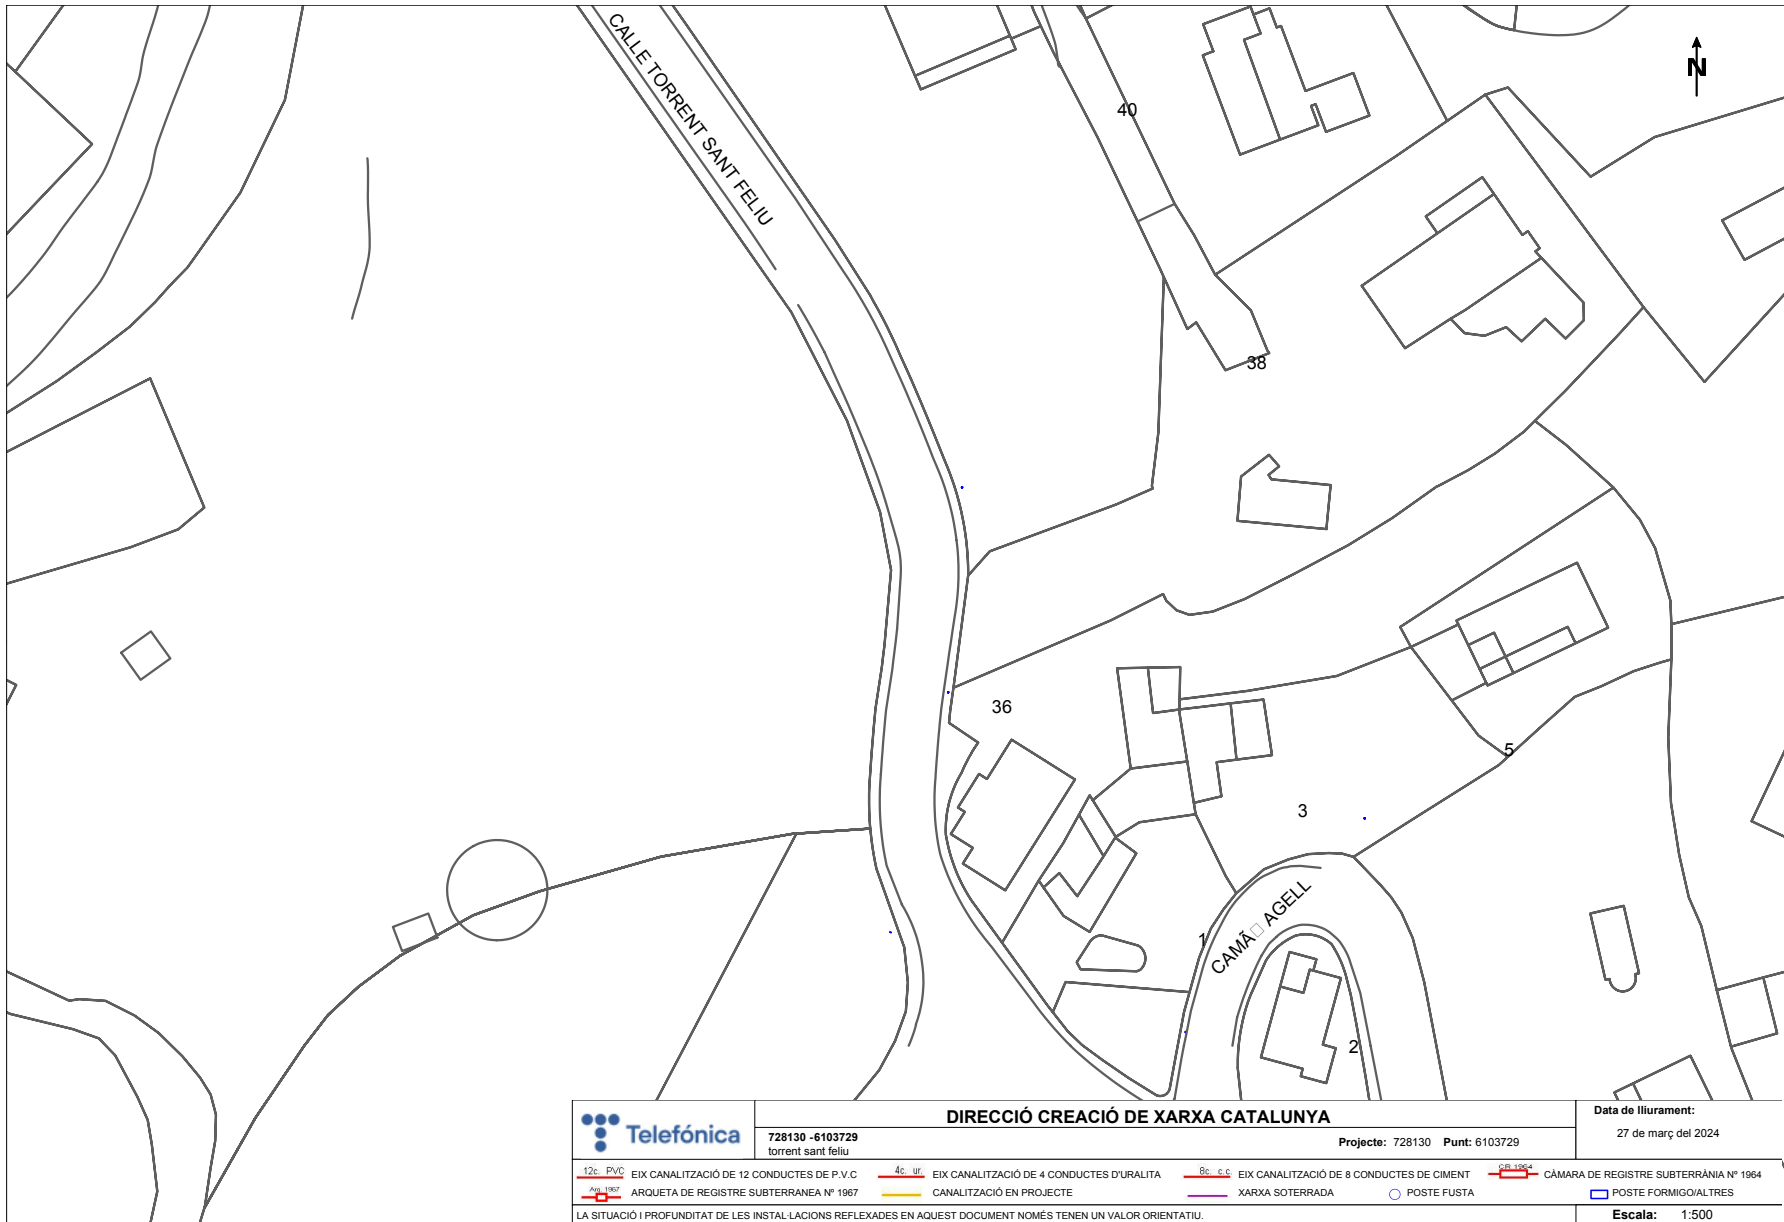 CALLE TORRENT SANT FELIU
N
40
38
36
5
3
1
CAMÃ□ AGELL
2
Telefónica
DIRECCIÓ CREACIÓ DE XARXA CATALUNYA
728130 -6103729
torrent sant feliu
Projecte: 728130 Punt: 6103729
Data de lliurament:
27 de març del 2024
12c. PVC EIX CANALITZACIÓ DE 12 CONDUCTES DE P.V.C
4c. ur. EIX CANALITZACIÓ DE 4 CONDUCTES D'URALITA
8c. c.c. EIX CANALITZACIÓ DE 8 CONDUCTES DE CIMENT
CR 1964 CÀMARA DE REGISTRE SUBTERRÀNIA Nº 1964
Arq. 1967 ARQUETA DE REGISTRE SUBTERRANEA Nº 1967
CANALITZACIÓ EN PROJECTE
XARXA SOTERRADA
POSTE FUSTA
POSTE FORMIGO/ALTRES
LA SITUACIÓ I PROFUNDITAT DE LES INSTAL·LACIONS REFLEXADES EN AQUEST DOCUMENT NOMÉS TENEN UN VALOR ORIENTATIU.
Escala: 1:500